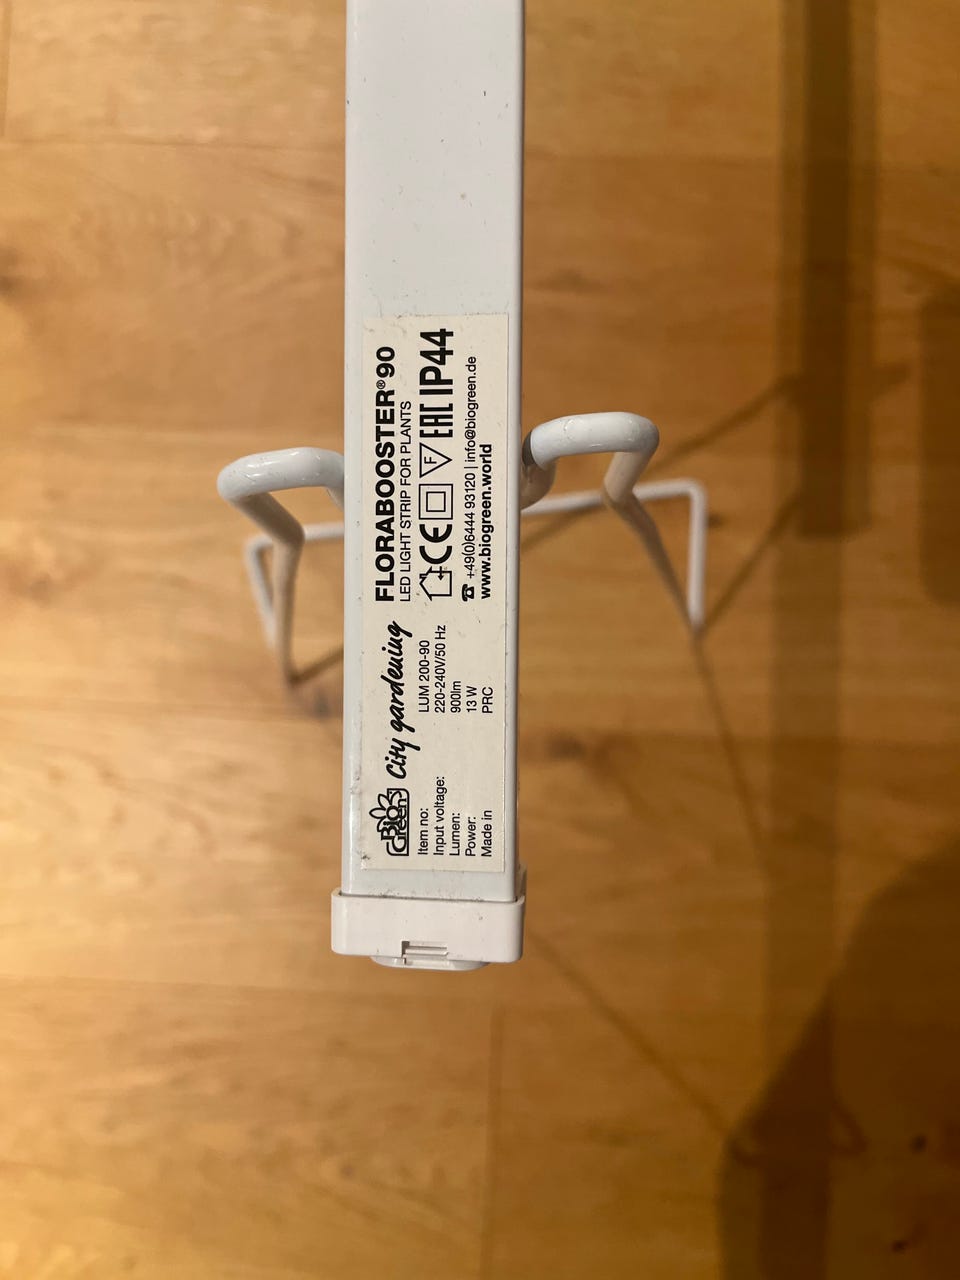 Bio Green City gardening
Item no: LUM 200-90
Input voltage: 220-240V/50 Hz
Lumen: 900lm
Power: 13 W
Made in PRC
FLORABOOSTER®90
LED LIGHT STRIP FOR PLANTS
CE F EAC IP44
☎ +49(0)6444 93120 | info@biogreen.de
www.biogreen.world